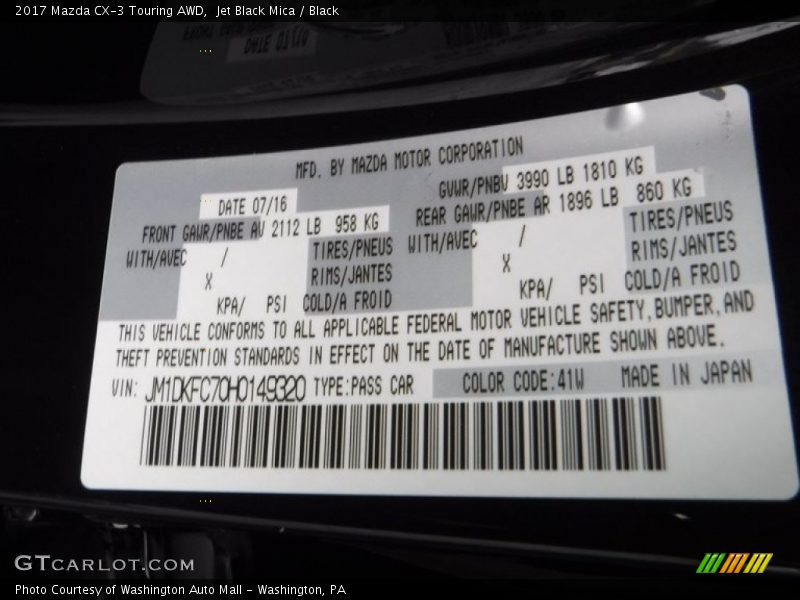 2017 Mazda CX-3 Touring AWD, Jet Black Mica / Black
MFD. BY MAZDA MOTOR CORPORATION
DATE 07/16
GVWR/PNBV 3990 LB 1810 KG
FRONT GAWR/PNBE AV 2112 LB 958 KG
REAR GAWR/PNBE AR 1896 LB 860 KG
WITH/AVEC / TIRES/PNEUS WITH/AVEC / TIRES/PNEUS
X RIMS/JANTES X RIMS/JANTES
KPA/ PSI COLD/A FROID KPA/ PSI COLD/A FROID
THIS VEHICLE CONFORMS TO ALL APPLICABLE FEDERAL MOTOR VEHICLE SAFETY, BUMPER, AND
THEFT PREVENTION STANDARDS IN EFFECT ON THE DATE OF MANUFACTURE SHOWN ABOVE.
VIN: JM1DKFC70H0149320 TYPE:PASS CAR COLOR CODE:41W MADE IN JAPAN
GTCARLOT.COM
Photo Courtesy of Washington Auto Mall - Washington, PA